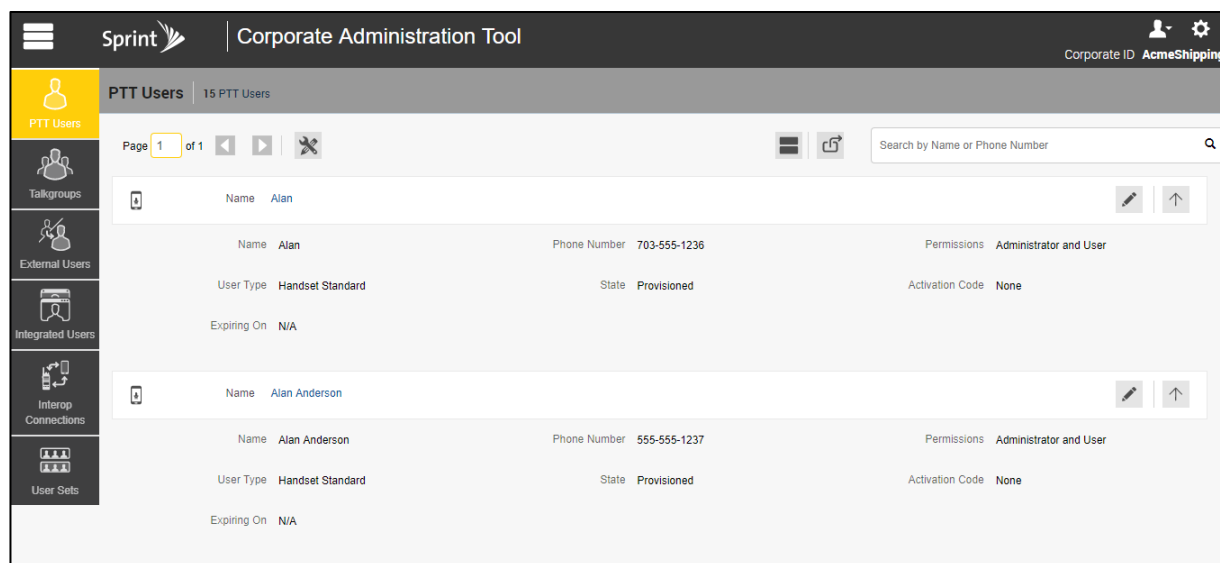 Sprint Corporate Administration Tool
Corporate ID AcmeShipping
PTT Users
Talkgroups
External Users
Integrated Users
Interop
Connections
User Sets
PTT Users 15 PTT Users
Page 1 of 1 Search by Name or Phone Number
Name Alan
Name Alan Phone Number 703-555-1236 Permissions Administrator and User
User Type Handset Standard State Provisioned Activation Code None
Expiring On N/A
Name Alan Anderson
Name Alan Anderson Phone Number 555-555-1237 Permissions Administrator and User
User Type Handset Standard State Provisioned Activation Code None
Expiring On N/A